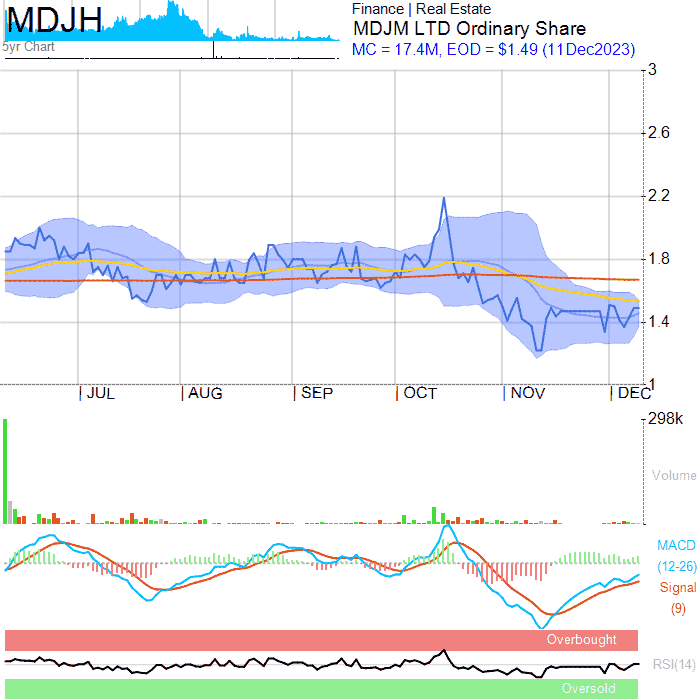 MDJH
5yr Chart
Finance | Real Estate
MDJM LTD Ordinary Share
MC = 17.4M, EOD = $1.49 (11Dec2023)
3
2.6
2.2
1.8
1.4
1
JUL AUG SEP OCT NOV DEC
298k
Volume
MACD
(12-26)
Signal
(9)
Overbought
RSI(14)
Oversold